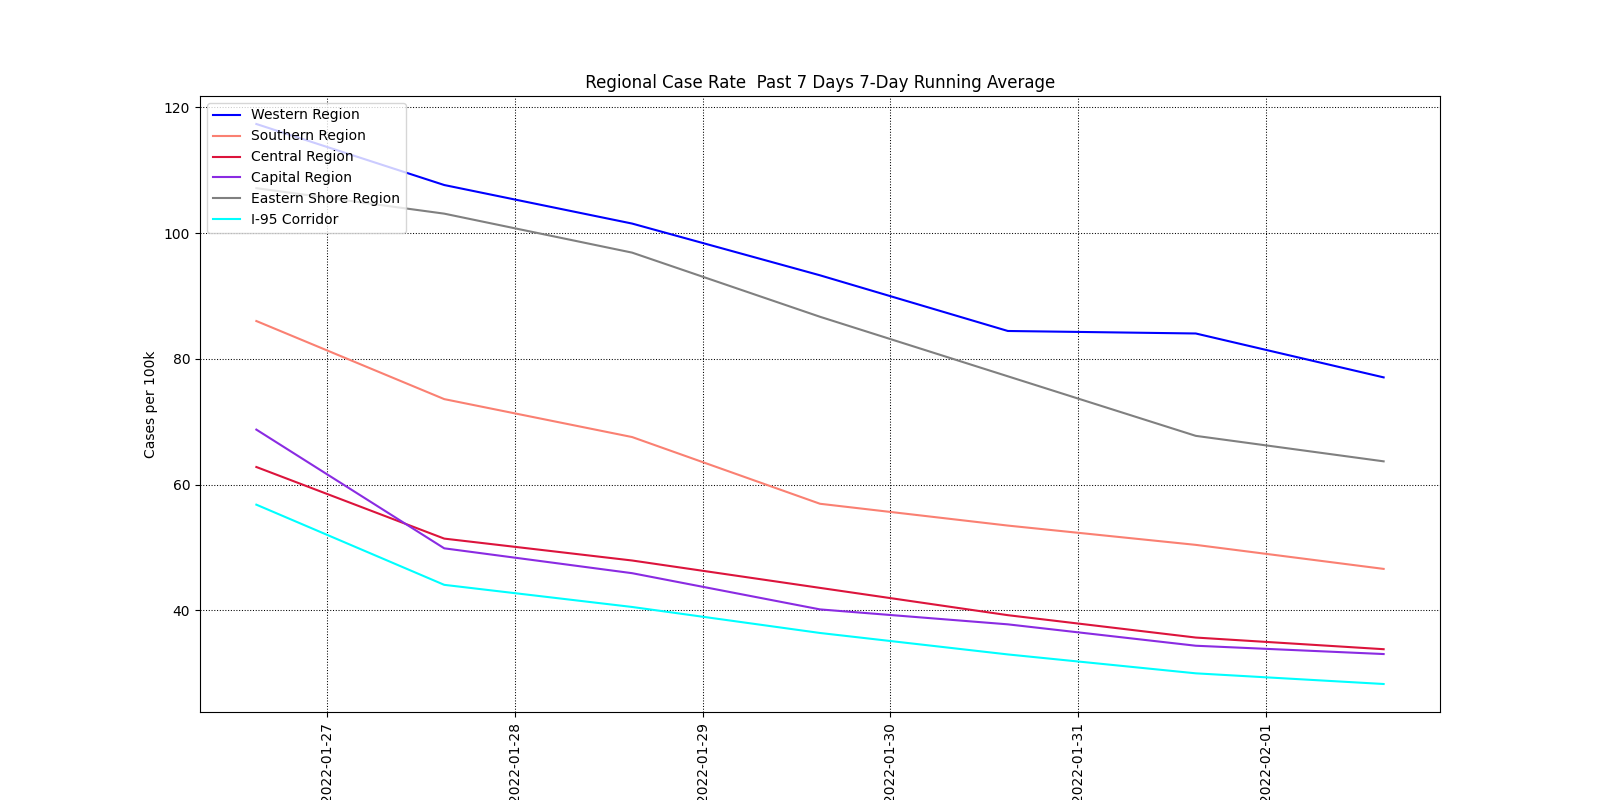 Regional Case Rate  Past 7 Days 7-Day Running Average
Western Region
Southern Region
Central Region
Capital Region
Eastern Shore Region
I-95 Corridor
Cases per 100k
120
100
80
60
40
2022-01-27
2022-01-28
2022-01-29
2022-01-30
2022-01-31
2022-02-01